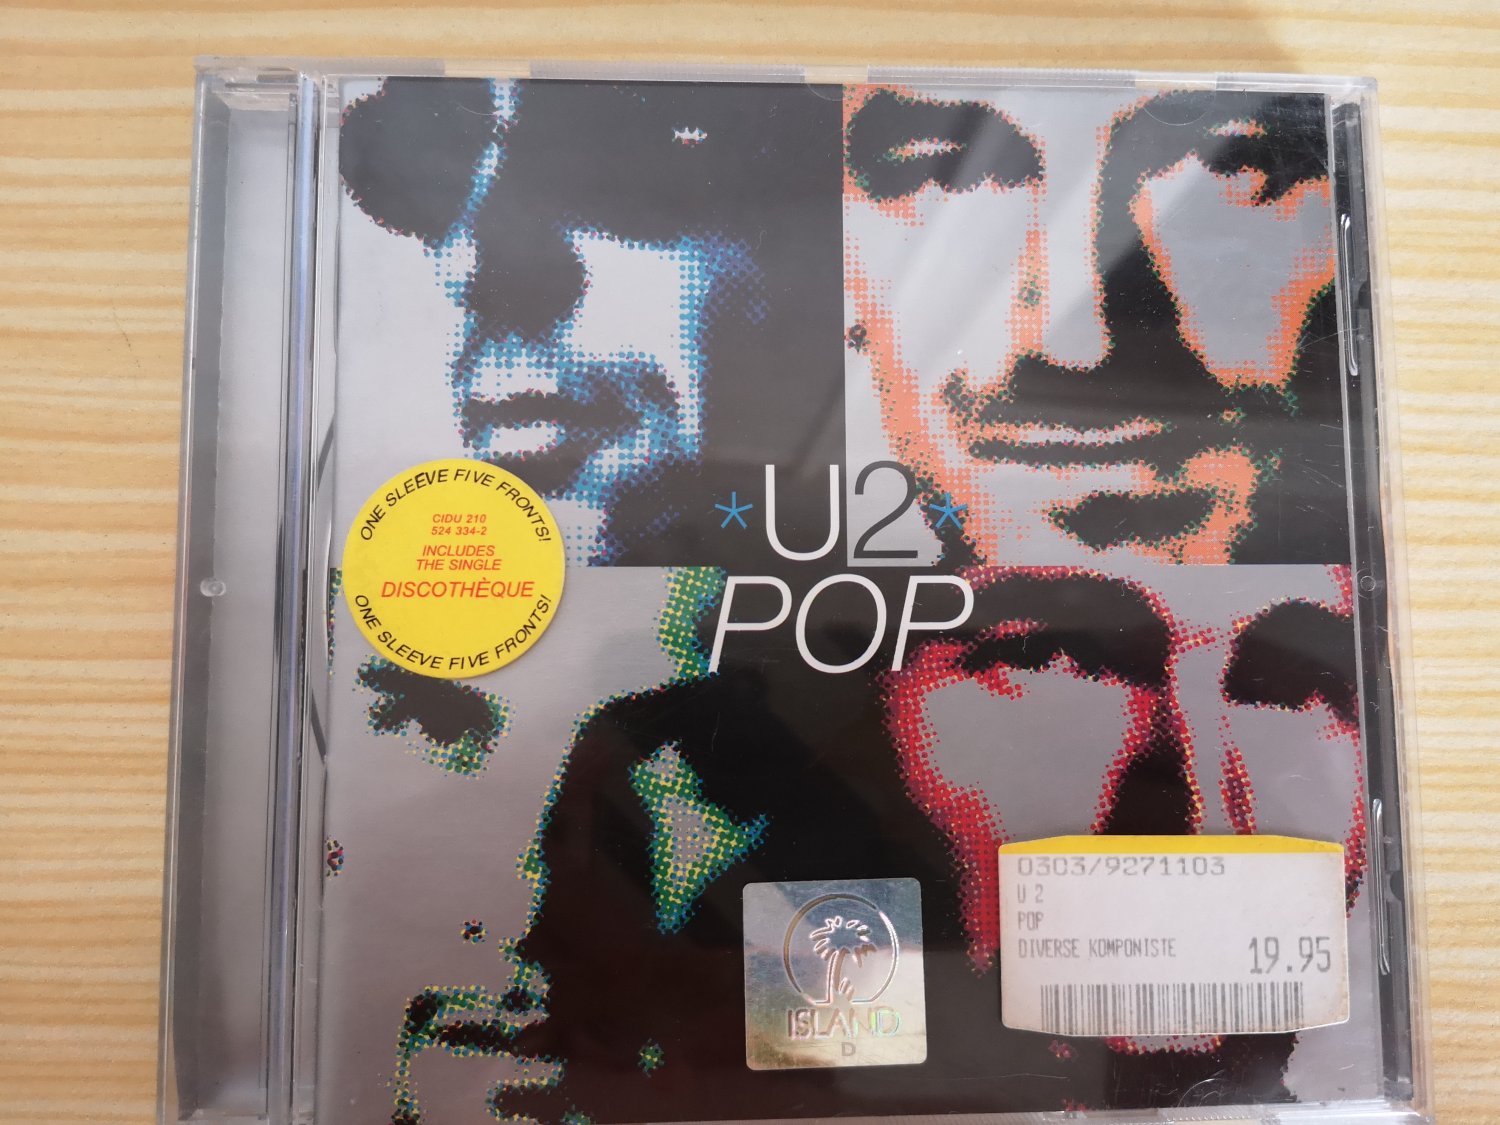 *U2*
POP
ONE SLEEVE FIVE FRONTS!
CIDU 210
524 334-2
INCLUDES
THE SINGLE
DISCOTHÈQUE
ONE SLEEVE FIVE FRONTS!
ISLAND
D
0303/9271103
U 2
POP
DIVERSE KOMPONISTE
19.95